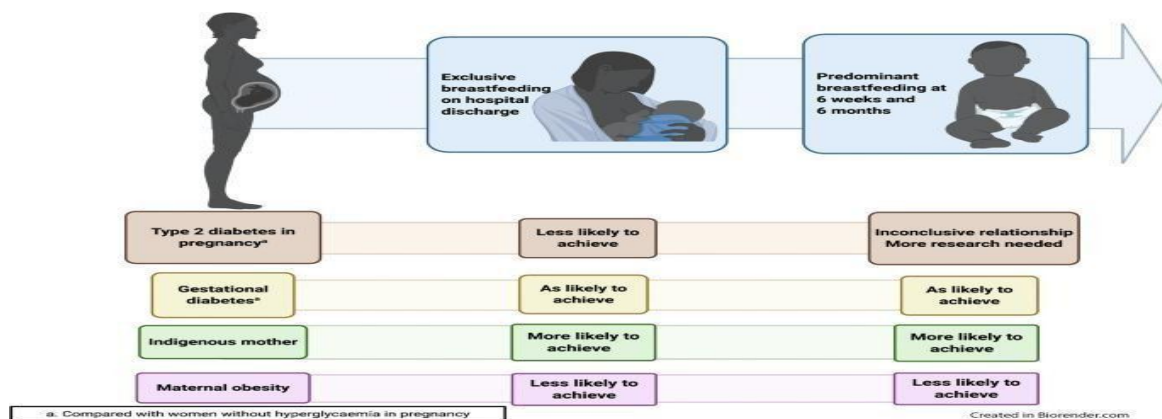 Exclusive
breastfeeding
on hospital
discharge
Predominant
breastfeeding at
6 weeks and
6 months
Type 2 diabetes in
pregnancyᵃ
Less likely to
achieve
Inconclusive relationship
More research needed
Gestational
diabetesᵃ
As likely to
achieve
As likely to
achieve
Indigenous mother
More likely to
achieve
More likely to
achieve
Maternal obesity
Less likely to
achieve
Less likely to
achieve
a. Compared with women without hyperglycaemia in pregnancy
Created in Biorender.com